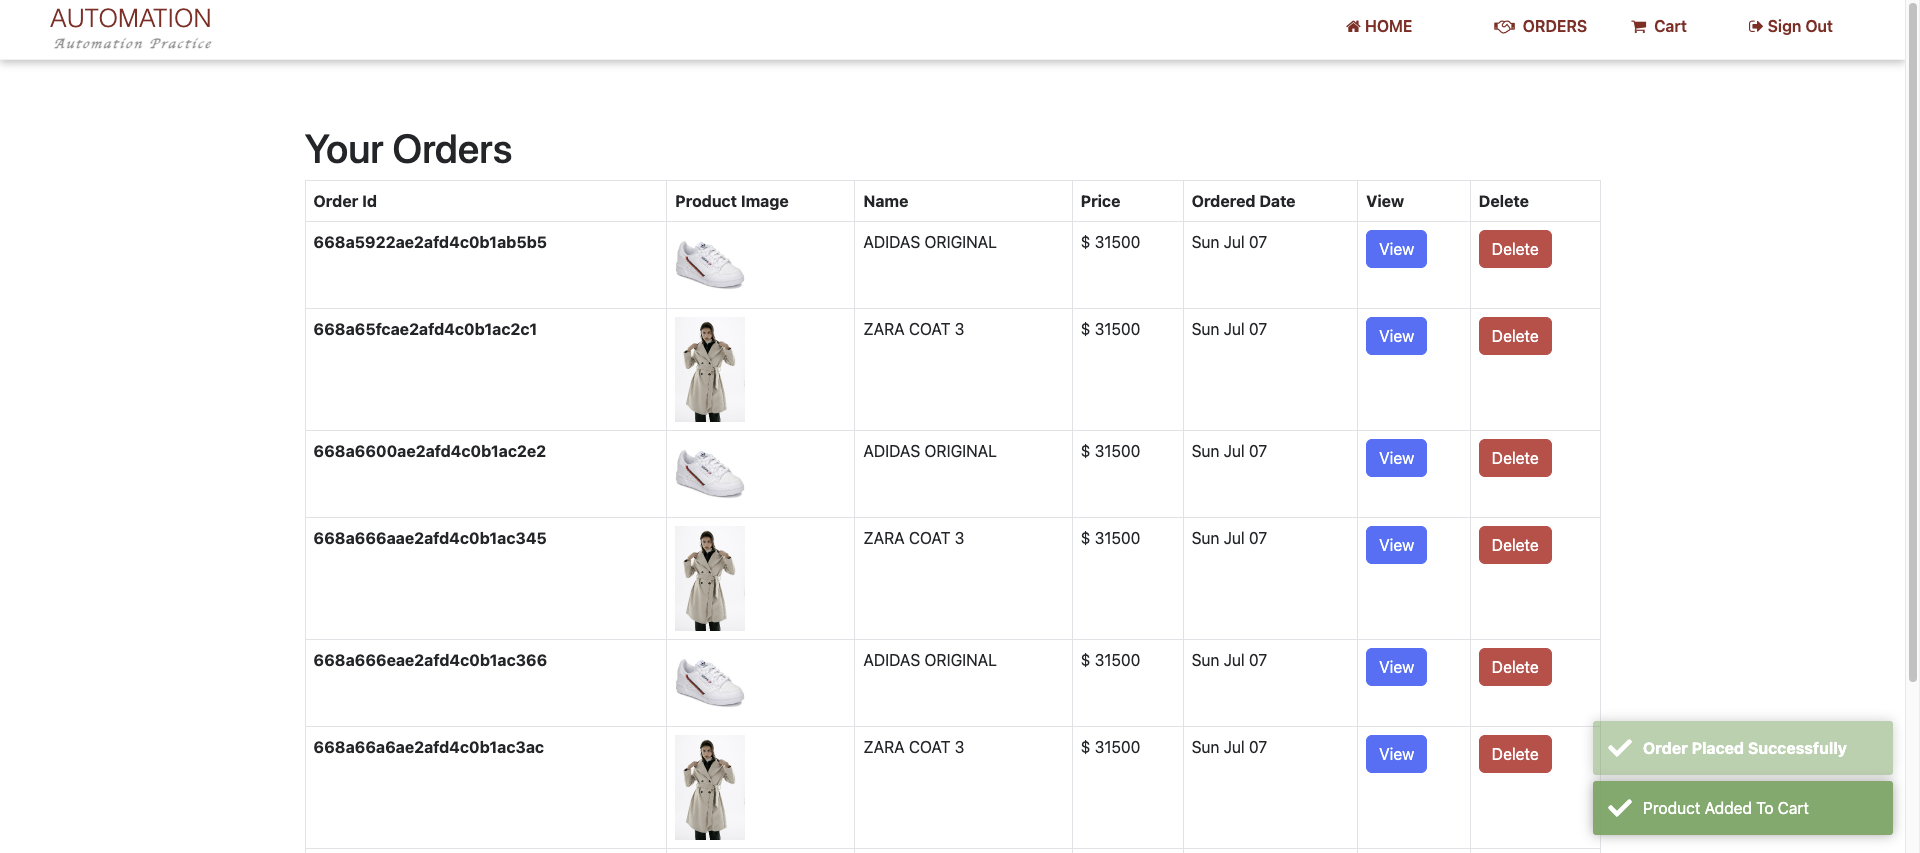 AUTOMATION
Automation Practice
HOME ORDERS Cart Sign Out
Your Orders
Order Id Product Image Name Price Ordered Date View Delete
668a5922ae2afd4c0b1ab5b5 ADIDAS ORIGINAL $ 31500 Sun Jul 07 View Delete
668a65fcae2afd4c0b1ac2c1 ZARA COAT 3 $ 31500 Sun Jul 07 View Delete
668a6600ae2afd4c0b1ac2e2 ADIDAS ORIGINAL $ 31500 Sun Jul 07 View Delete
668a666aae2afd4c0b1ac345 ZARA COAT 3 $ 31500 Sun Jul 07 View Delete
668a666eae2afd4c0b1ac366 ADIDAS ORIGINAL $ 31500 Sun Jul 07 View Delete
668a66a6ae2afd4c0b1ac3ac ZARA COAT 3 $ 31500 Sun Jul 07 View Delete
Order Placed Successfully
Product Added To Cart